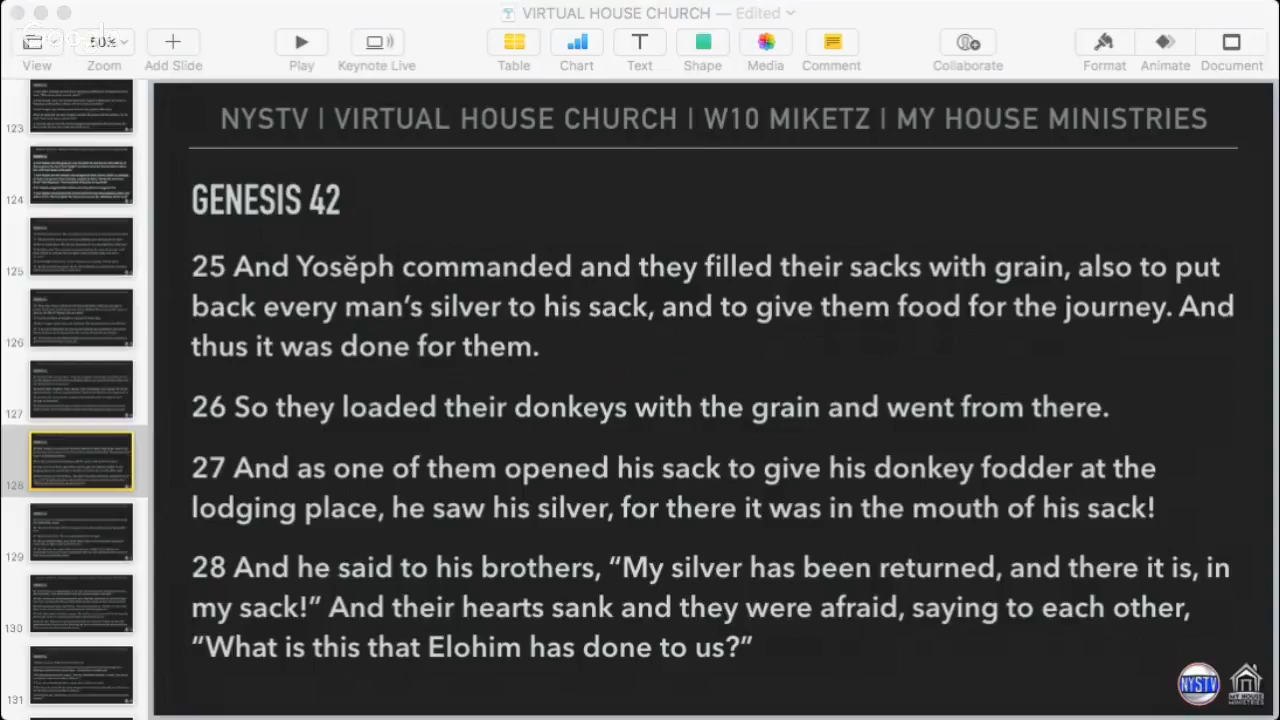 VIRTUAL HOUSE CHURCH — Edited
View
Zoom
Add Slide
Play
Keynote Live
Table
Chart
Text
Shape
Media
Comment
Collaborate
Format
Animate
Document
VIRTUAL HOUSE CHURCH | MY HOUSE MINISTRIES
GENESIS 42
25 And Yosĕph commanded and they filled their sacks with grain, also to put
back every man’s silver in his sack, and to give them food for the journey. And
thus it was done for them.
26 So they loaded their donkeys with the grain and went from there.
27 And one of them opened his sack to give his donkey fodder at the
lodging place, he saw his silver, for there it was in the mouth of his sack!
28 And he said to his brothers, “My silver has been returned, and there it is, in
my sack!” And their hearts sank and they were afraid, saying to each other,
“What is this that Elohim has done to us?”
123
124
125
126
127
128
129
130
131
NYSTV
MY HOUSE
MINISTRIES